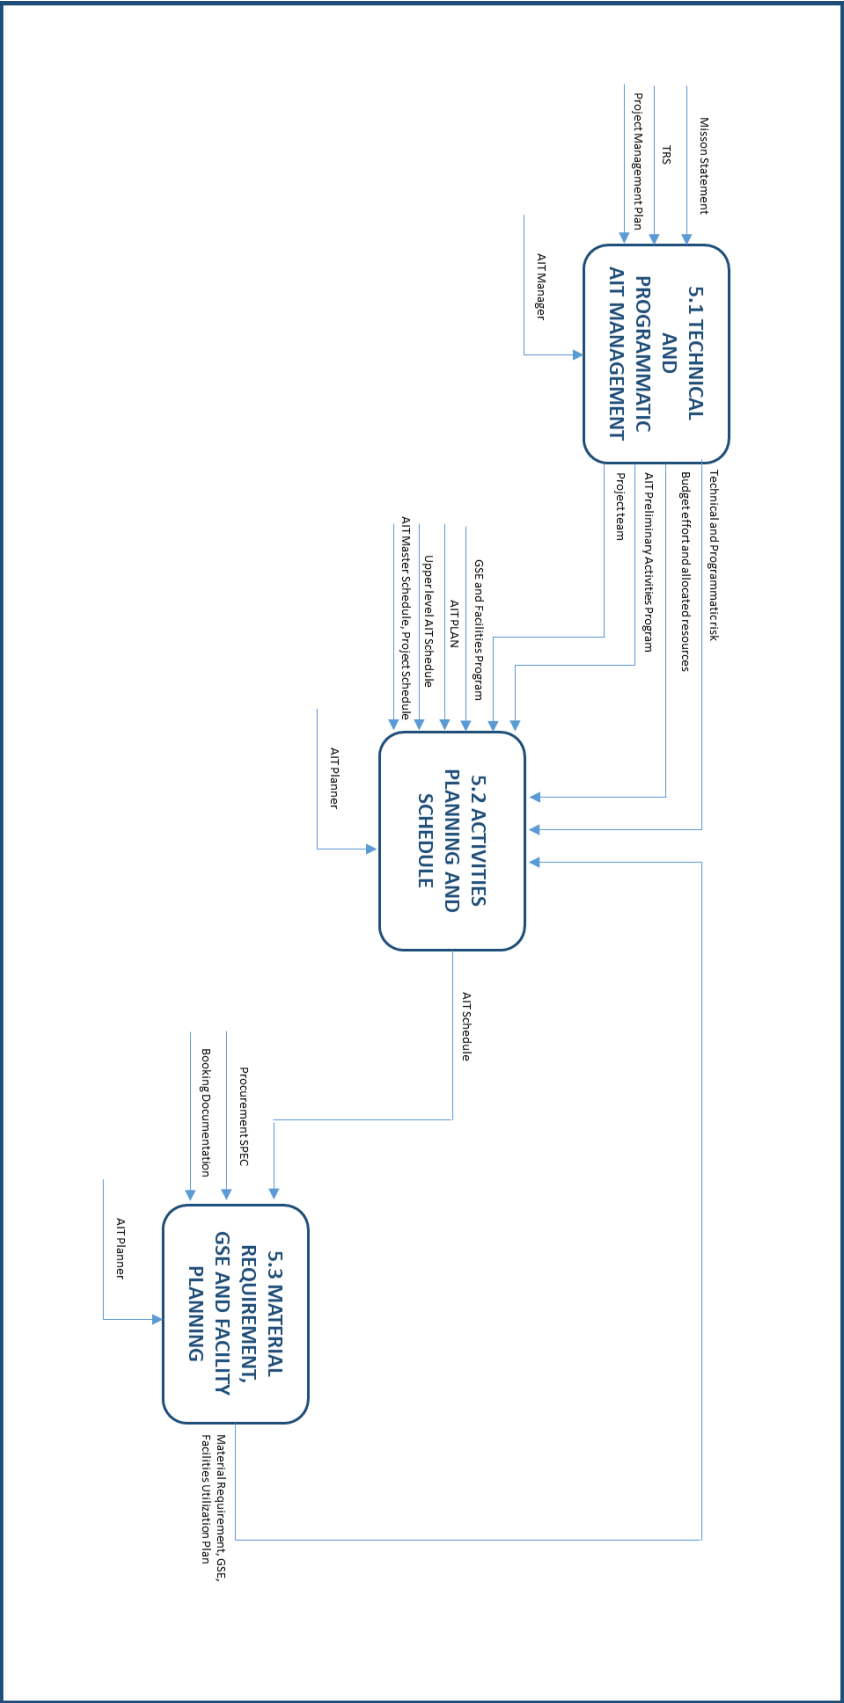 Misson Statement
TRS
Project Management Plan
AIT Manager
5.1 TECHNICAL
AND
PROGRAMMATIC
AIT MANAGEMENT
Technical and Programmatic risk
Budget effort and allocated resources
AIT Preliminary Activities Program
Project team
GSE and Facilities Program
AIT PLAN
Upper level AIT Schedule
AIT Master Schedule, Project Schedule
AIT Planner
5.2 ACTIVITIES
PLANNING AND
SCHEDULE
AIT Schedule
Procurement SPEC
Booking Documentation
AIT Planner
5.3 MATERIAL
REQUIREMENT,
GSE AND FACILITY
PLANNING
Material Requirement, GSE,
Facilities Utilization Plan